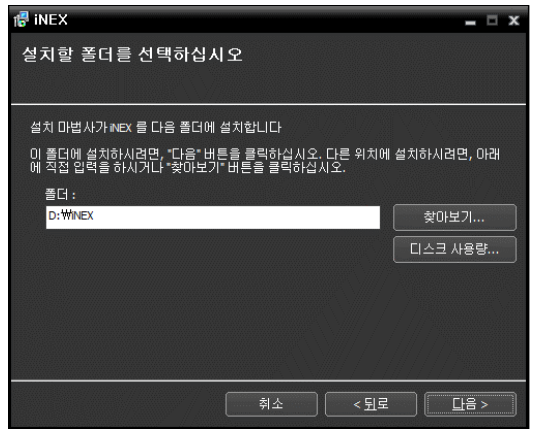 iNEX
설치할 폴더를 선택하십시오
설치 마법사가 iNEX 를 다음 폴더에 설치합니다
이 폴더에 설치하시려면, "다음" 버튼을 클릭하십시오. 다른 위치에 설치하시려면, 아래
에 직접 입력을 하시거나 "찾아보기" 버튼을 클릭하십시오.
폴더 :
D:₩iNEX
찾아보기...
디스크 사용량...
취소
< 뒤로
다음 >